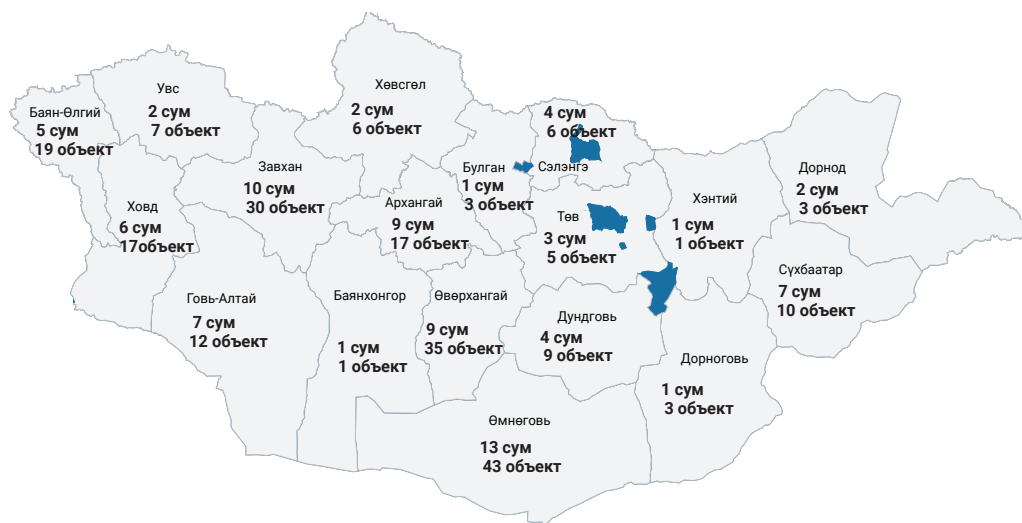 Баян-Өлгий
5 сум
19 объект
Увс
2 сум
7 объект
Хөвсгөл
2 сум
6 объект
4 сум
6 объект
Сэлэнгэ
Завхан
10 сум
30 объект
Булган
1 сум
3 объект
Архангай
9 сум
17 объект
Ховд
6 сум
17объект
Төв
3 сум
5 объект
Хэнтий
1 сум
1 объект
Дорнод
2 сум
3 объект
Говь-Алтай
7 сум
12 объект
Баянхонгор
1 сум
1 объект
Өвөрхангай
9 сум
35 объект
Дундговь
4 сум
9 объект
Сүхбаатар
7 сум
10 объект
Дорноговь
1 сум
3 объект
Өмнөговь
13 сум
43 объект